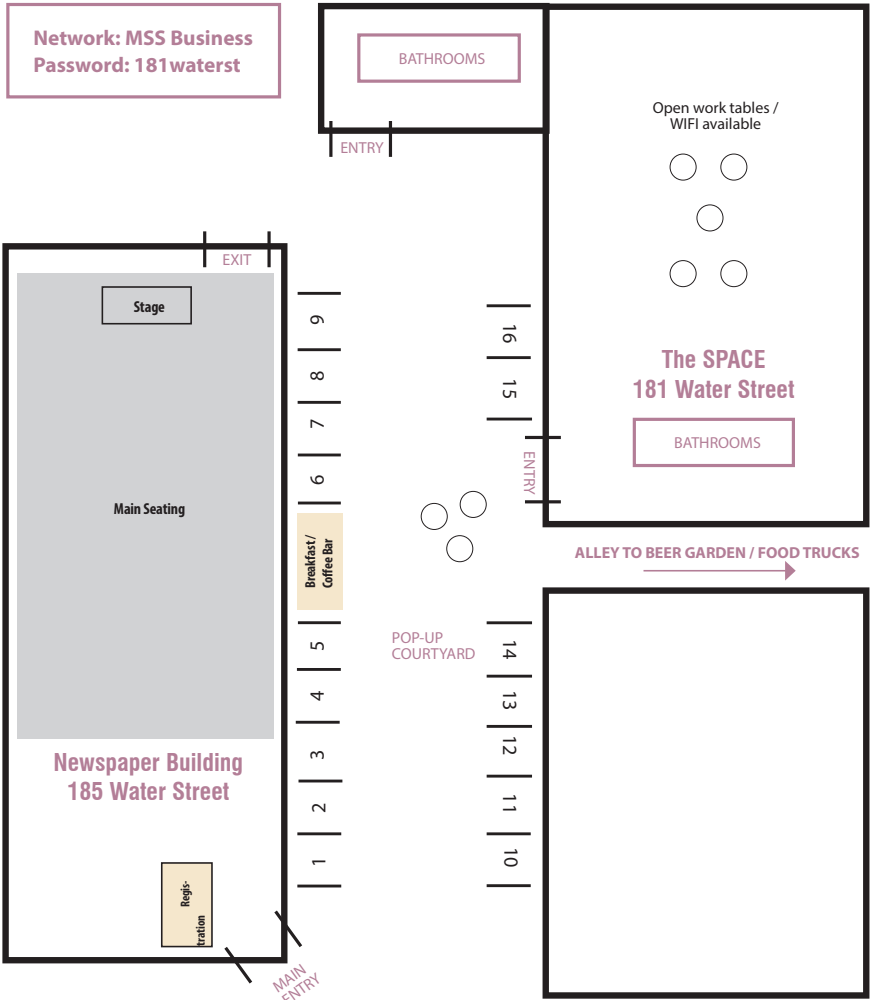 Network: MSS Business
Password: 181waterst
BATHROOMS
ENTRY
Open work tables /
WIFI available
EXIT
Stage
Main Seating
9
8
7
6
Breakfast /
Coffee Bar
5
4
3
2
1
16
15
ENTRY
The SPACE
181 Water Street
BATHROOMS
ALLEY TO BEER GARDEN / FOOD TRUCKS
POP-UP
COURTYARD
14
13
12
11
10
Newspaper Building
185 Water Street
Regis-
tration
MAIN
ENTRY